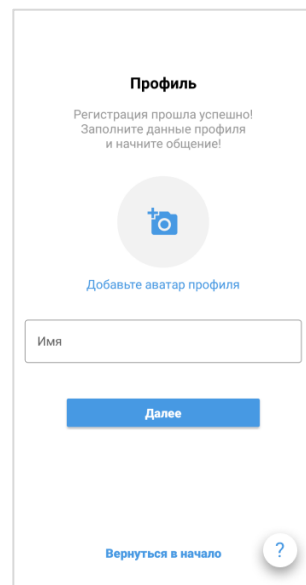 Профиль
Регистрация прошла успешно!
Заполните данные профиля
и начните общение!
Добавьте аватар профиля
Имя
Далее
Вернуться в начало
?